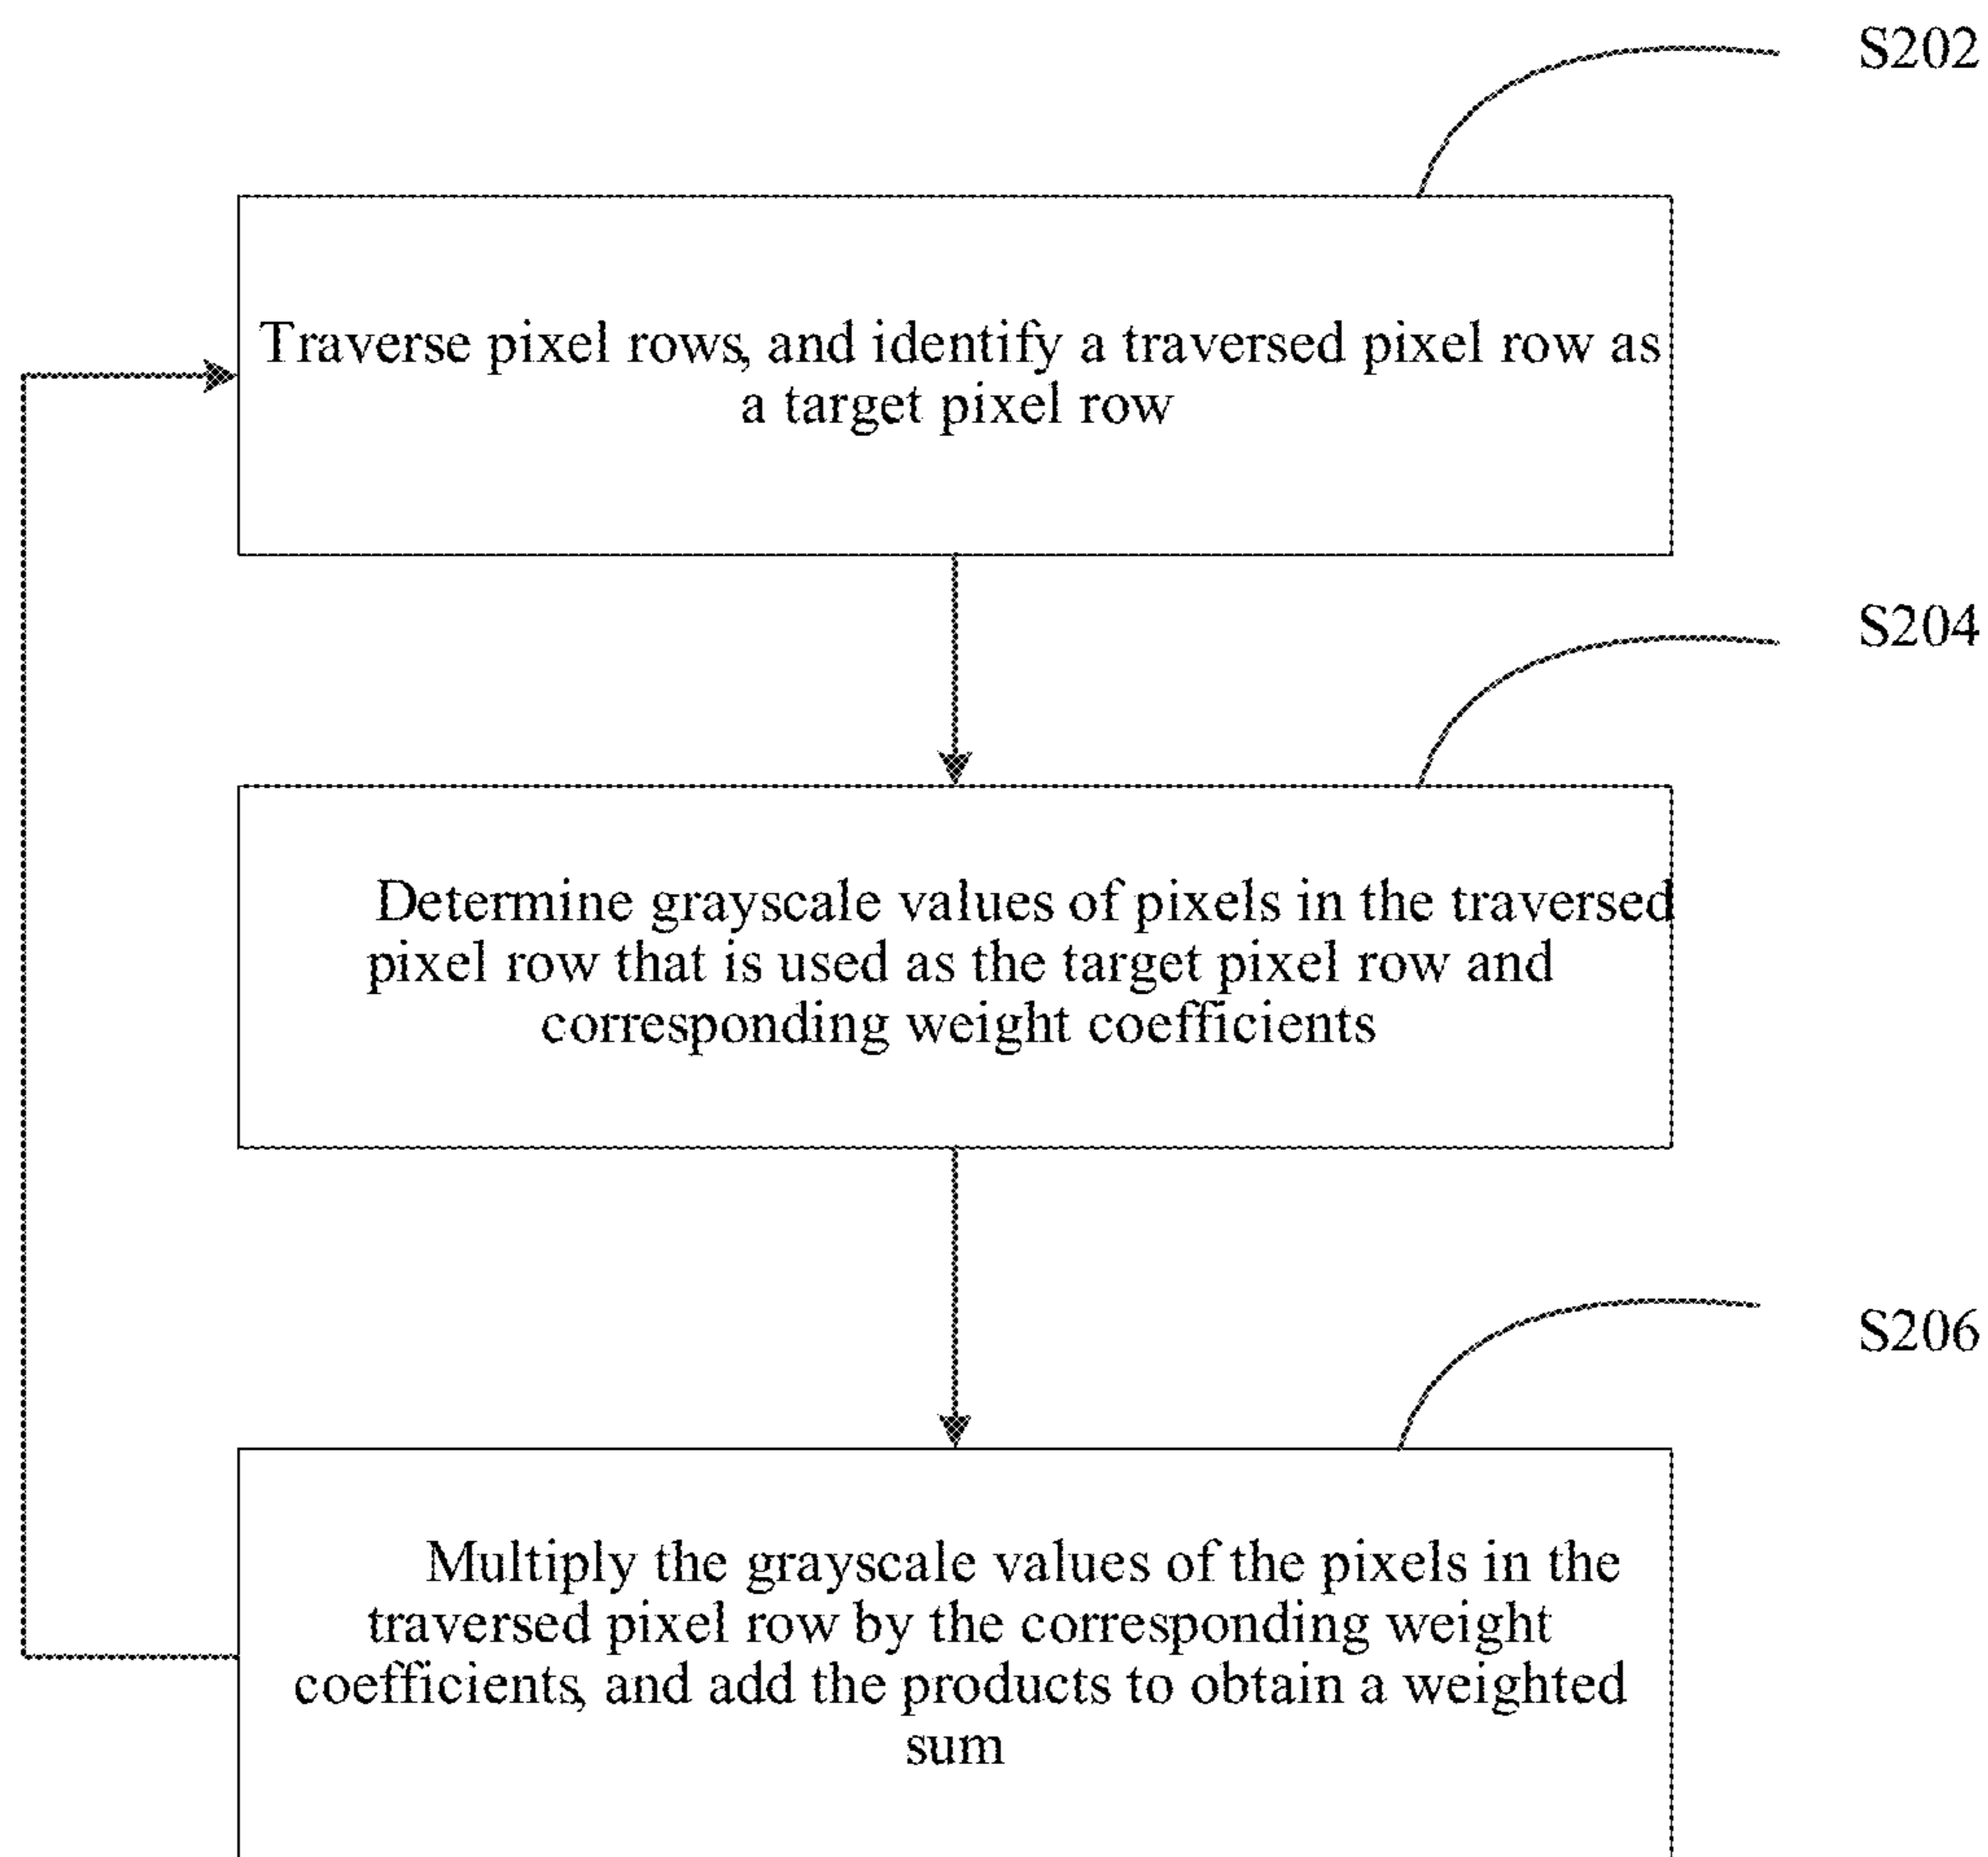 S202
Traverse pixel rows, and identify a traversed pixel row as
a target pixel row
S204
Determine grayscale values of pixels in the traversed
pixel row that is used as the target pixel row and
corresponding weight coefficients
S206
Multiply the grayscale values of the pixels in the
traversed pixel row by the corresponding weight
coefficients, and add the products to obtain a weighted
sum